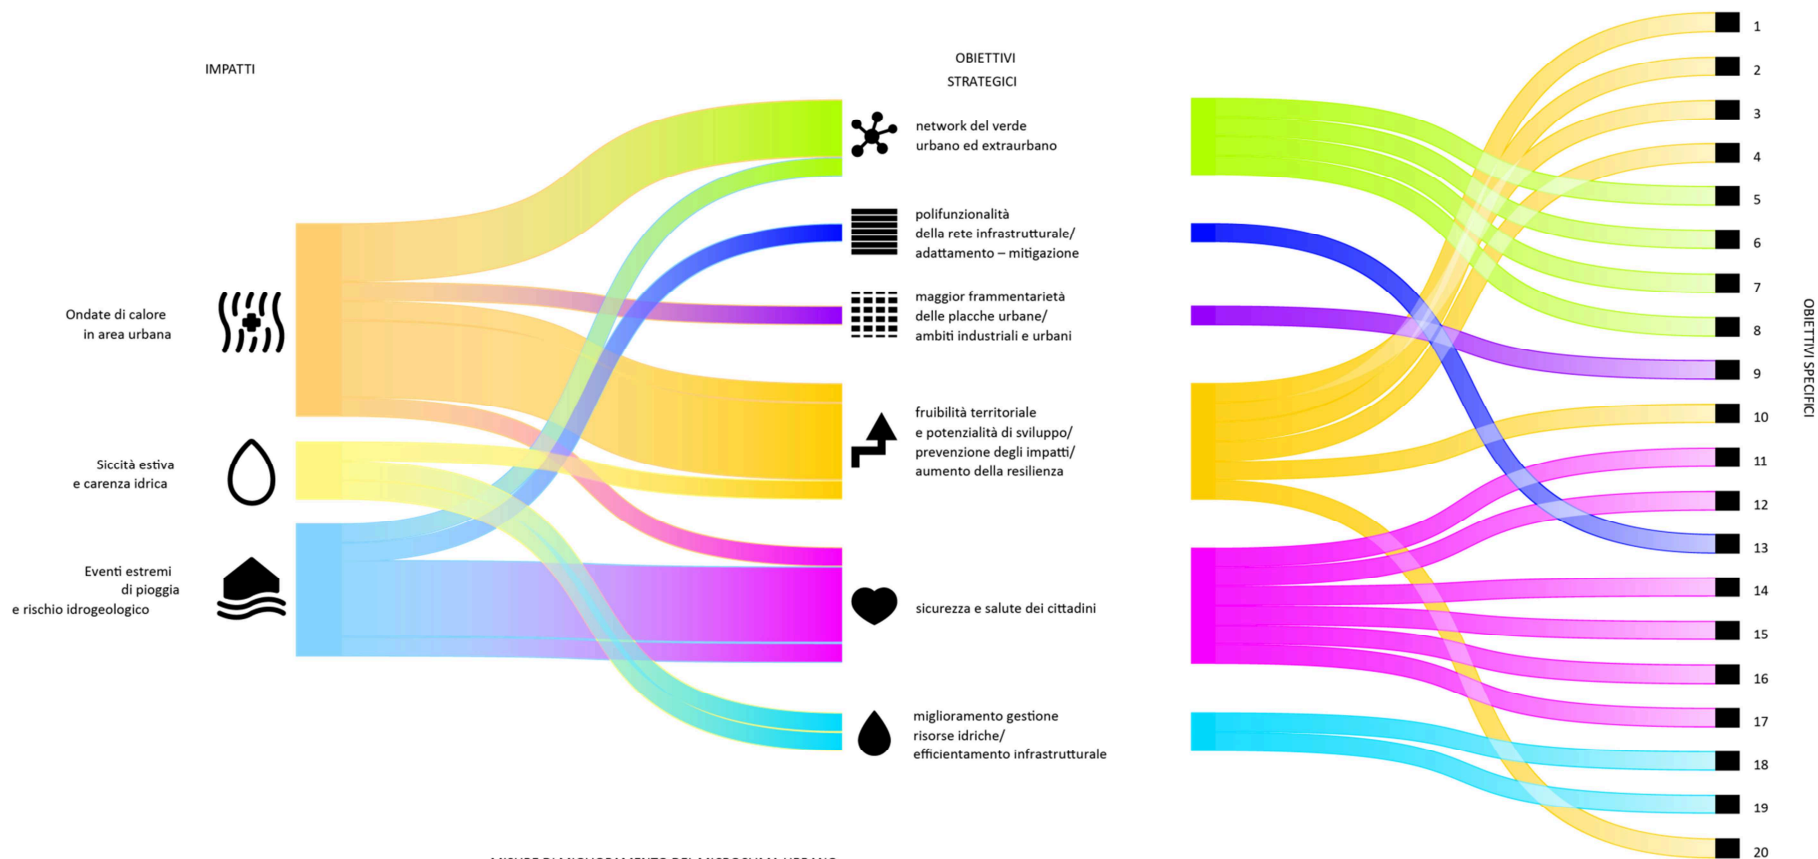 IMPATTI
OBIETTIVI
STRATEGICI
network del verde
urbano ed extraurbano
polifunzionalità
della rete infrastrutturale/
adattamento – mitigazione
maggior frammentarietà
delle placche urbane/
ambiti industriali e urbani
fruibilità territoriale
e potenzialità di sviluppo/
prevenzione degli impatti/
aumento della resilienza
sicurezza e salute dei cittadini
miglioramento gestione
risorse idriche/
efficientamento infrastrutturale
Ondate di calore
in area urbana
Siccità estiva
e carenza idrica
Eventi estremi
di pioggia
e rischio idrogeologico
1
2
3
4
5
6
7
8
9
10
11
12
13
14
15
16
17
18
19
20
OBIETTIVI SPECIFICI